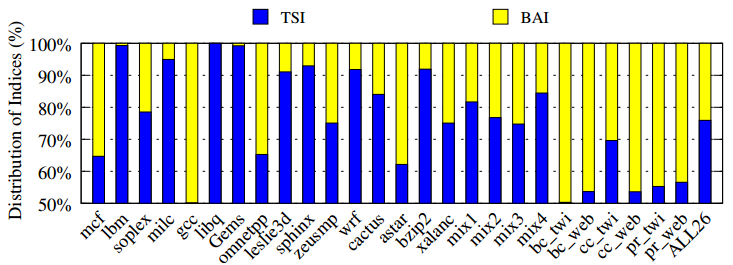 TSI
BAI
Distribution of Indices (%)
100%
90%
80%
70%
60%
50%
mcf
lbm
soplex
milc
gcc
libq
Gems
omnetpp
leslie3d
sphinx
zeusmp
wrf
cactus
astar
bzip2
xalanc
mix1
mix2
mix3
mix4
bc_twi
bc_web
cc_twi
cc_web
pr_twi
pr_web
ALL26